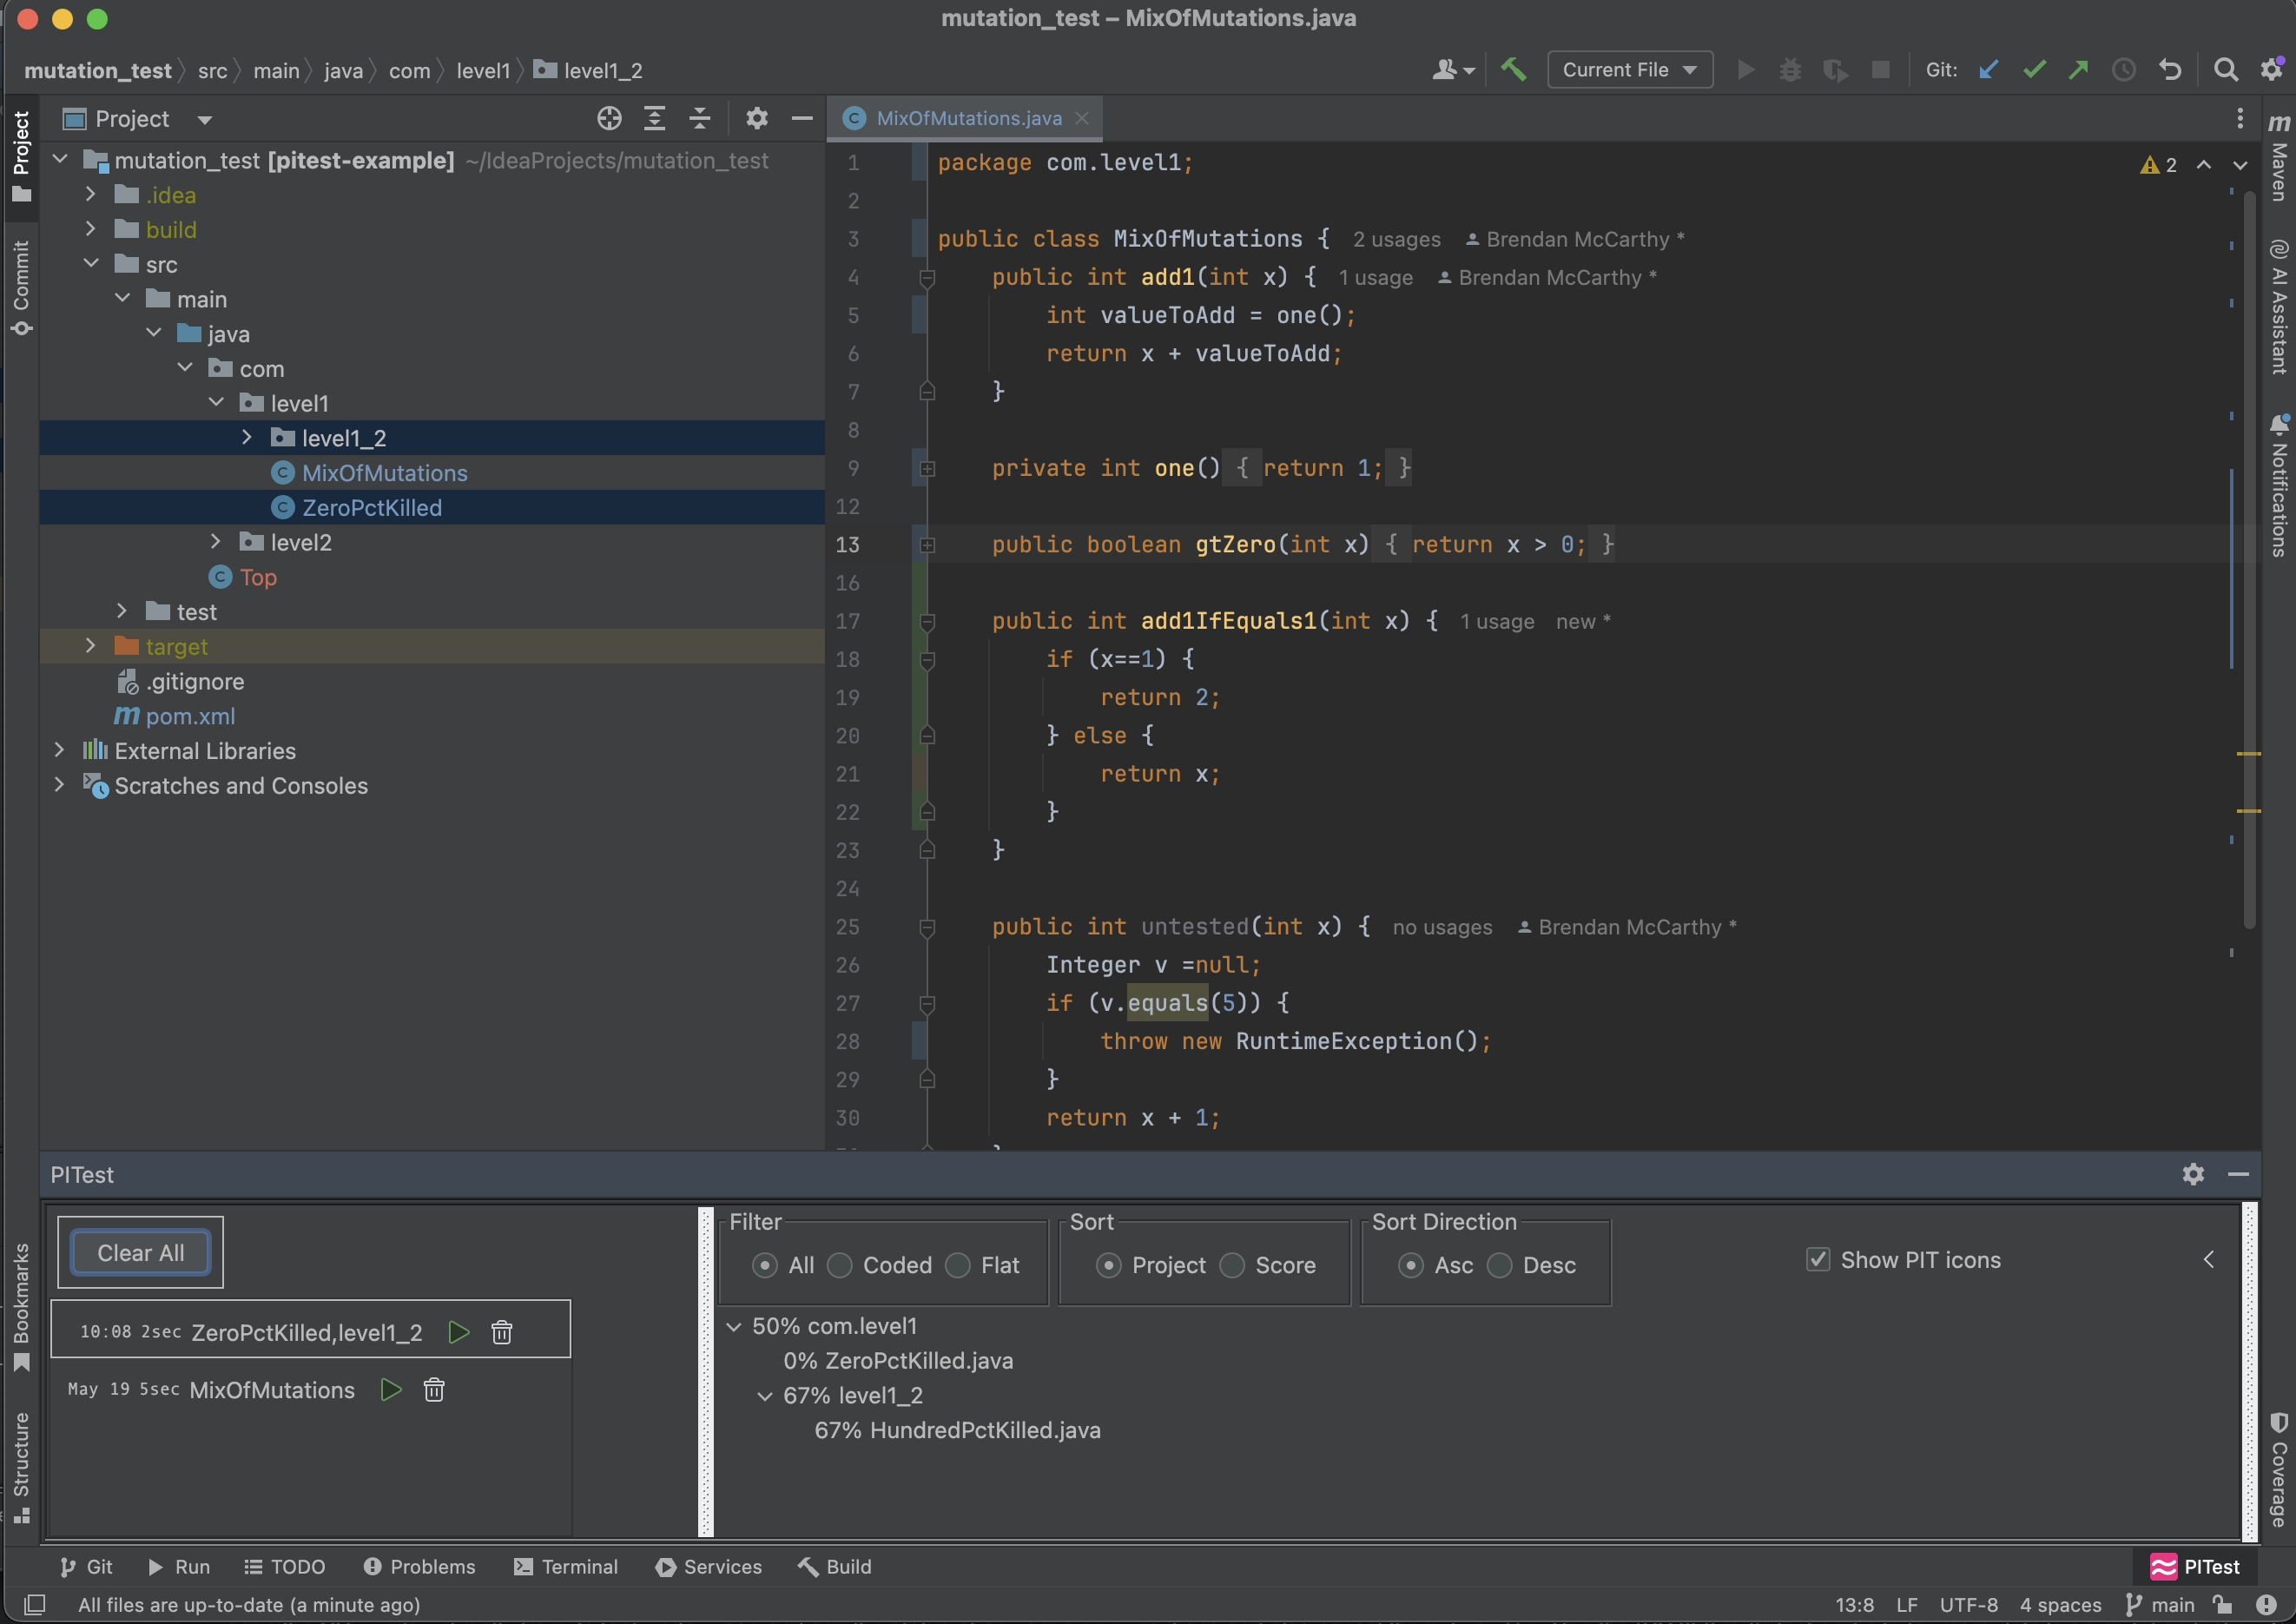 mutation_test – MixOfMutations.java
mutation_test src main java com level1 level1_2
Current File
Git:
Project
Commit
Bookmarks
Structure
Project
mutation_test [pitest-example] ~/IdeaProjects/mutation_test
.idea
build
src
main
java
com
level1
level1_2
MixOfMutations
ZeroPctKilled
level2
Top
test
target
.gitignore
pom.xml
External Libraries
Scratches and Consoles
MixOfMutations.java
2
1 package com.level1;
2
3 public class MixOfMutations { 2 usages Brendan McCarthy *
4 public int add1(int x) { 1 usage Brendan McCarthy *
5 int valueToAdd = one();
6 return x + valueToAdd;
7 }
8
9 private int one() { return 1; }
12
13 public boolean gtZero(int x) { return x > 0; }
16
17 public int add1IfEquals1(int x) { 1 usage new *
18 if (x==1) {
19 return 2;
20 } else {
21 return x;
22 }
23 }
24
25 public int untested(int x) { no usages Brendan McCarthy *
26 Integer v =null;
27 if (v.equals(5)) {
28 throw new RuntimeException();
29 }
30 return x + 1;
Maven
AI Assistant
Notifications
Coverage
PITest
Clear All
10:08 2sec ZeroPctKilled,level1_2
May 19 5sec MixOfMutations
Filter
All Coded Flat
Sort
Project Score
Sort Direction
Asc Desc
Show PIT icons
50% com.level1
0% ZeroPctKilled.java
67% level1_2
67% HundredPctKilled.java
Git Run TODO Problems Terminal Services Build
PITest
All files are up-to-date (a minute ago)
13:8 LF UTF-8 4 spaces main